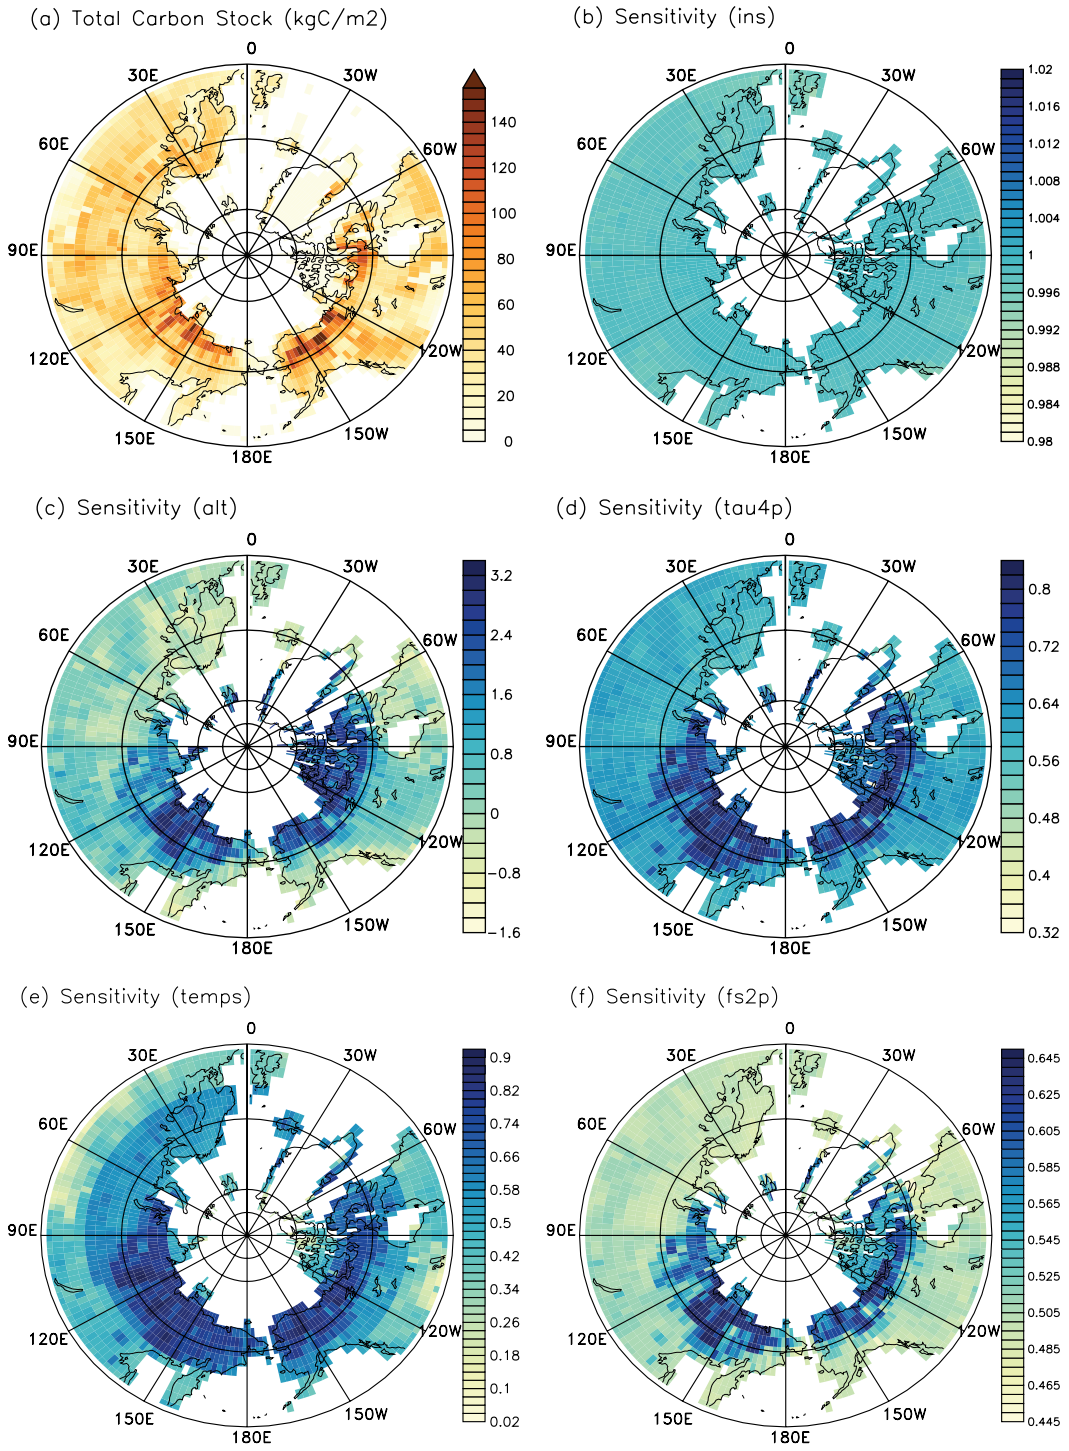 (a) Total Carbon Stock (kgC/m2)
0
30E
30W
60E
60W
90E
120E
120W
150E
150W
180E
140
120
100
80
60
40
20
0
(b) Sensitivity (ins)
0
30W
60W
90E
120E
120W
150E
150W
180E
30E
60E
1.02
1.016
1.012
1.008
1.004
1
0.996
0.992
0.988
0.984
0.98
(c) Sensitivity (alt)
0
30E
30W
60E
60W
90E
120E
120W
150E
150W
180E
3.2
2.4
1.6
0.8
0
−0.8
−1.6
(d) Sensitivity (tau4p)
0
30E
30W
60E
60W
90E
120E
120W
150E
150W
180E
0.8
0.72
0.64
0.56
0.48
0.4
0.32
(e) Sensitivity (temps)
0
30E
30W
60E
60W
90E
120E
120W
150E
150W
180E
0.9
0.82
0.74
0.66
0.58
0.5
0.42
0.34
0.26
0.18
0.1
0.02
(f) Sensitivity (fs2p)
0
30E
30W
60E
60W
90E
120E
120W
150E
150W
180E
0.645
0.625
0.605
0.585
0.565
0.545
0.525
0.505
0.485
0.465
0.445